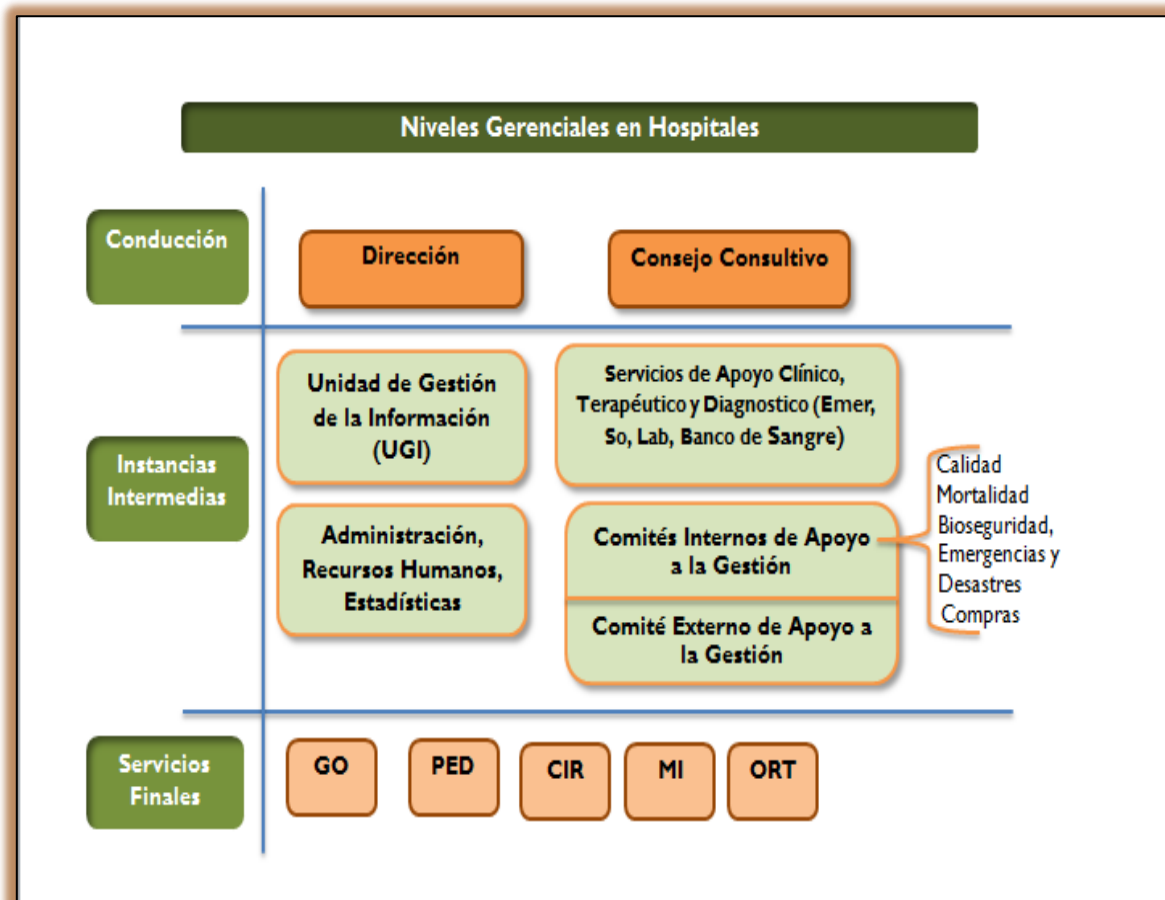 Niveles Gerenciales en Hospitales
Conducción
Dirección
Consejo Consultivo
Instancias
Intermedias
Unidad de Gestión
de la Información
(UGI)
Servicios de Apoyo Clínico,
Terapéutico y Diagnostico (Emer,
So, Lab, Banco de Sangre)
Administración,
Recursos Humanos,
Estadísticas
Comités Internos de Apoyo
a la Gestión
Comité Externo de Apoyo a
la Gestión
Calidad
Mortalidad
Bioseguridad,
Emergencias y
Desastres
Compras
Servicios
Finales
GO
PED
CIR
MI
ORT